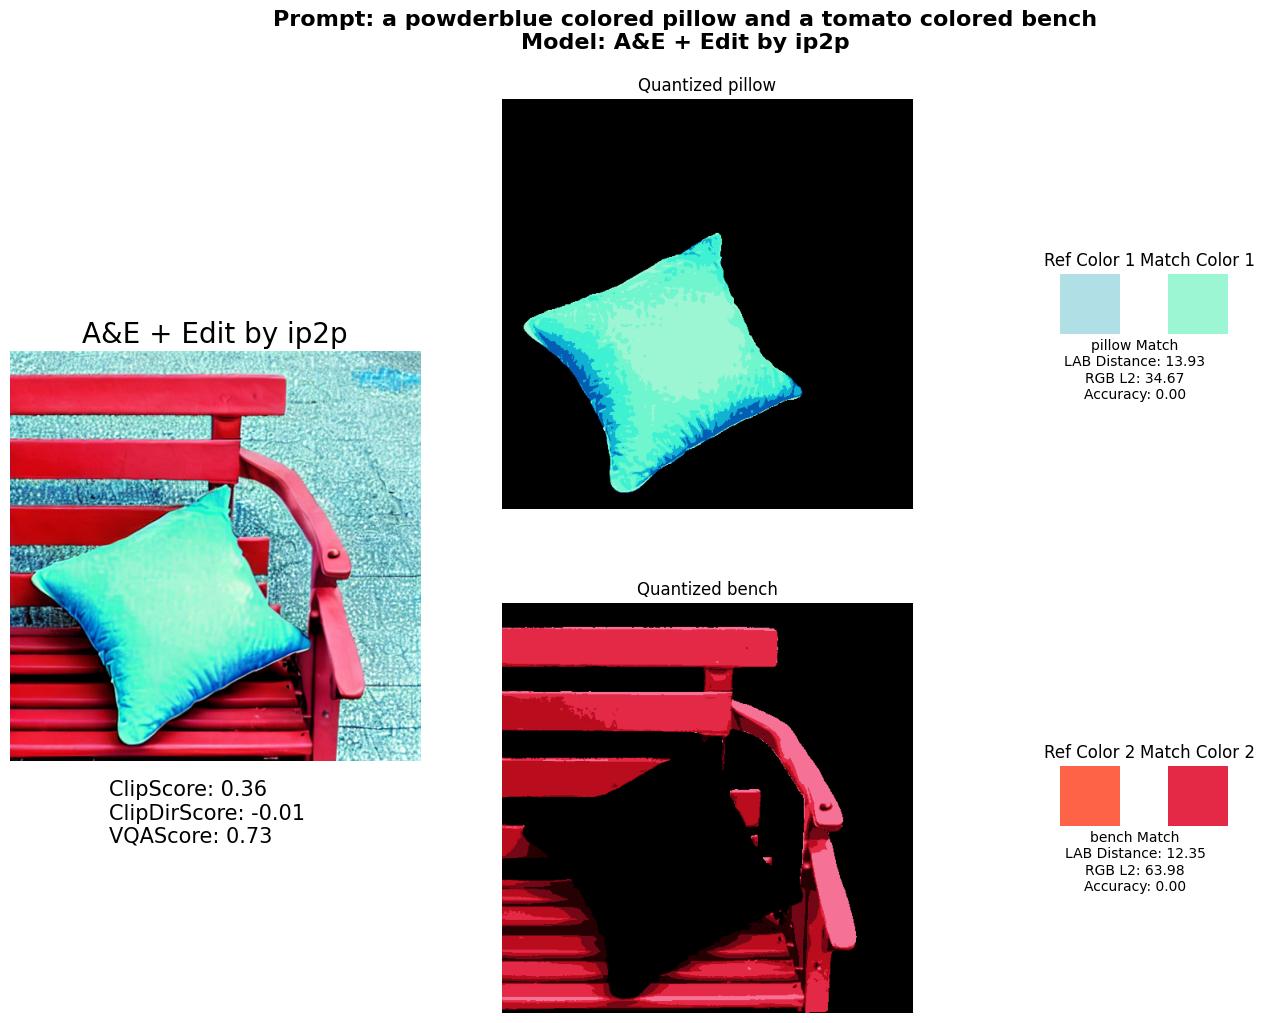 Prompt: a powderblue colored pillow and a tomato colored bench
Model: A&E + Edit by ip2p
Quantized pillow
Ref Color 1 Match Color 1
pillow Match
LAB Distance: 13.93
RGB L2: 34.67
Accuracy: 0.00
A&E + Edit by ip2p
ClipScore: 0.36
ClipDirScore: -0.01
VQAScore: 0.73
Quantized bench
Ref Color 2 Match Color 2
bench Match
LAB Distance: 12.35
RGB L2: 63.98
Accuracy: 0.00